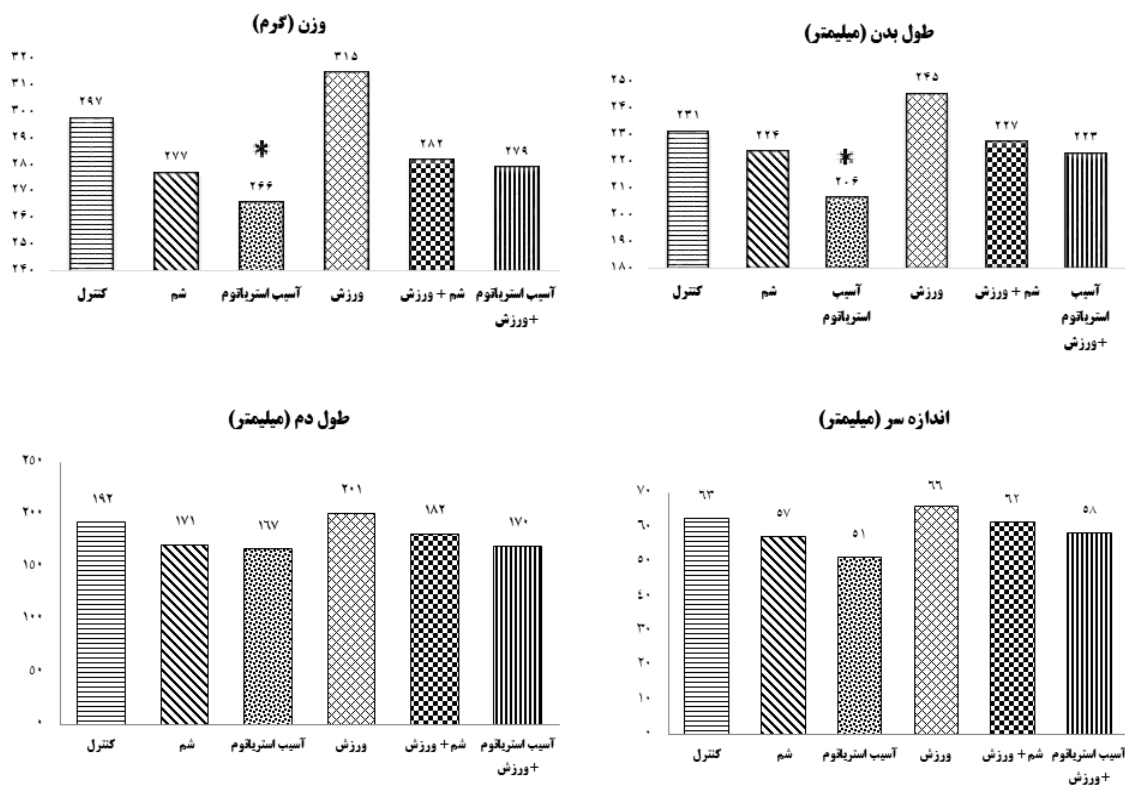 وزن (گرم)
۳۲۰
۳۱۰
۳۰۰
۲۹۰
۲۸۰
۲۷۰
۲۶۰
۲۵۰
۲۴۰
۲۹۷
۲۷۷
*
۲۶۶
۳۱۵
۲۸۲
۲۷۹
کنترل
شم
آسیب استریاتوم
ورزش
شم + ورزش
آسیب استریاتوم
+ورزش
طول بدن (میلیمتر)
۲۵۰
۲۴۰
۲۳۰
۲۲۰
۲۱۰
۲۰۰
۱۹۰
۱۸۰
۲۳۱
۲۲۴
*
۲۰۶
۲۴۵
۲۲۷
۲۲۳
کنترل
شم
آسیب
استریاتوم
ورزش
شم + ورزش
آسیب
استریاتوم
+ورزش
طول دم (میلیمتر)
۲۵۰
۲۰۰
۱۵۰
۱۰۰
۵۰
۰
۱۹۲
۱۷۱
۱۶۷
۲۰۱
۱۸۲
۱۷۰
کنترل
شم
آسیب استریاتوم
ورزش
شم + ورزش
آسیب استریاتوم
+ورزش
اندازه سر (میلیمتر)
۷۰
۶۰
۵۰
٤۰
۳۰
۲۰
۱۰
۰
٦۳
۵۷
۵۱
٦٦
٦۲
۵۸
کنترل
شم
آسیب استریاتوم
ورزش
شم + ورزش
آسیب استریاتوم
+ورزش